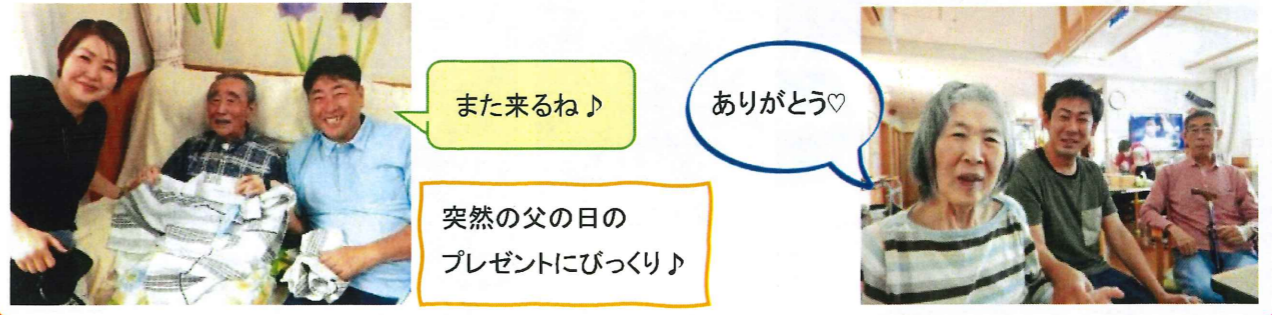 また来るね♪
ありがとう♡
突然の父の日の
プレゼントにびっくり♪